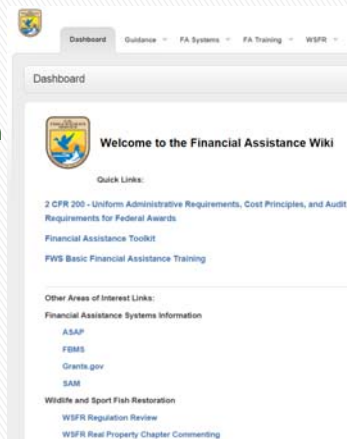 Dashboard Guidance FA Systems FA Training WSFR
Dashboard
Welcome to the Financial Assistance Wiki
Quick Links:
2 CFR 200 - Uniform Administrative Requirements, Cost Principles, and Audit
Requirements for Federal Awards
Financial Assistance Toolkit
FWS Basic Financial Assistance Training
Other Areas of Interest Links:
Financial Assistance Systems Information
ASAP
FBMS
Grants.gov
SAM
Wildlife and Sport Fish Restoration
WSFR Regulation Review
WSFR Real Property Chapter Commenting